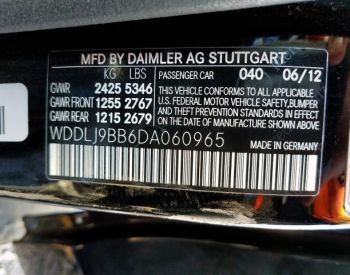 MFD BY DAIMLER AG STUTTGART
KG LBS PASSENGER CAR 040 06/12
GVWR 2425 5346
GAWR FRONT 1255 2767
GAWR REAR 1215 2679
THIS VEHICLE CONFORMS TO ALL APPLICABLE
U.S. FEDERAL MOTOR VEHICLE SAFETY, BUMPER,
AND THEFT PREVENTION STANDARDS IN EFFECT ON
THE DATE OF MANUFACTURE SHOWN ABOVE.
WDDLJ9BB6DA060965
MADE IN GERMANY